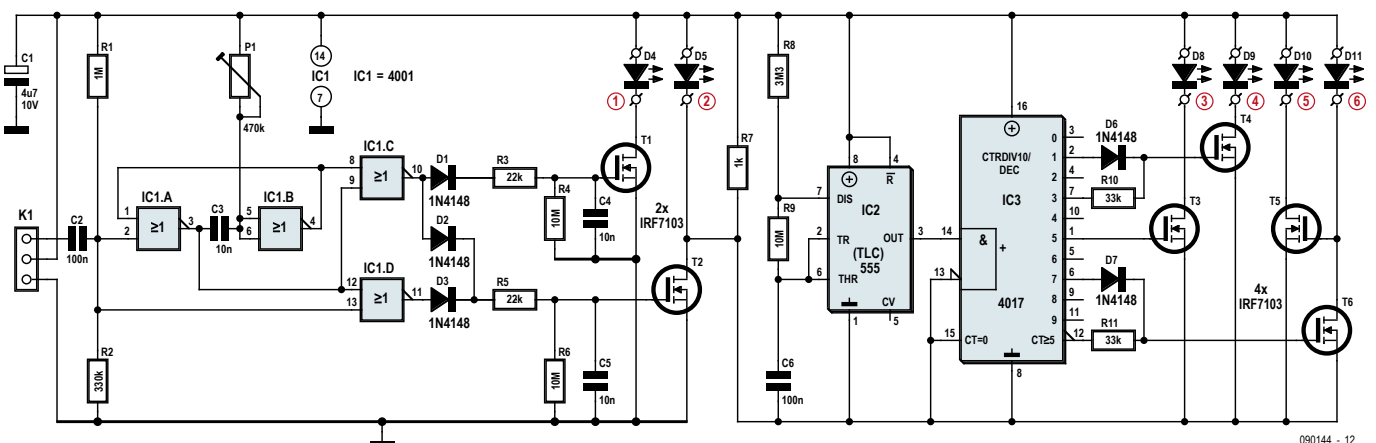 C1
4u7
10V
R1
1M
P1
470k
14
IC1
7
IC1 = 4001
D4
1
D5
2
R8
3M3
R7
1k
D8
3
D9
4
D10
5
D11
6
K1
C2
100n
1
2
IC1.A
≥1
3
C3
10n
5
6
IC1.B
≥1
4
8
9
IC1.C
≥1
10
D1
1N4148
D2
1N4148
12
13
IC1.D
≥1
11
D3
1N4148
R3
22k
R4
10M
C4
10n
T1
2x
IRF7103
T2
R5
22k
R6
10M
C5
10n
R2
330k
R9
10M
C6
100n
8
4
R
7
DIS
IC2
2
TR
OUT
3
(TLC)
555
6
THR
CV
1
5
16
CTRDIV10/
DEC
IC3
14
&
+
13
4017
15
CT=0
CT≥5
8
0
3
1
2
2
4
3
7
4
10
5
1
6
5
7
6
8
9
9
11
12
D6
1N4148
R10
33k
D7
1N4148
R11
33k
T4
T3
T5
4x
IRF7103
T6
090144 - 12